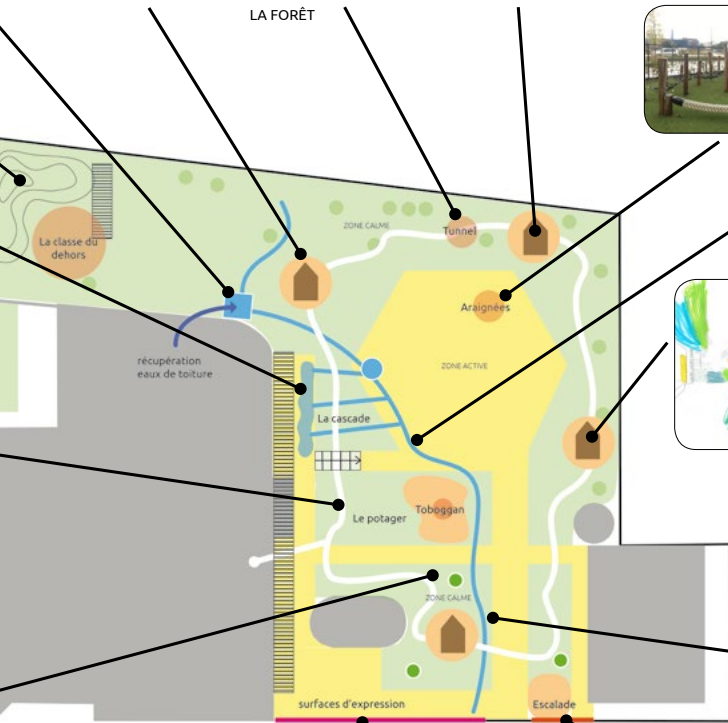 LA FORÊT
La classe du
dehors
ZONE CALME
Tunnel
Araignées
récupération
eaux de toiture
ZONE ACTIVE
La cascade
Le potager
Toboggan
ZONE CALME
surfaces d'expression
Escalade